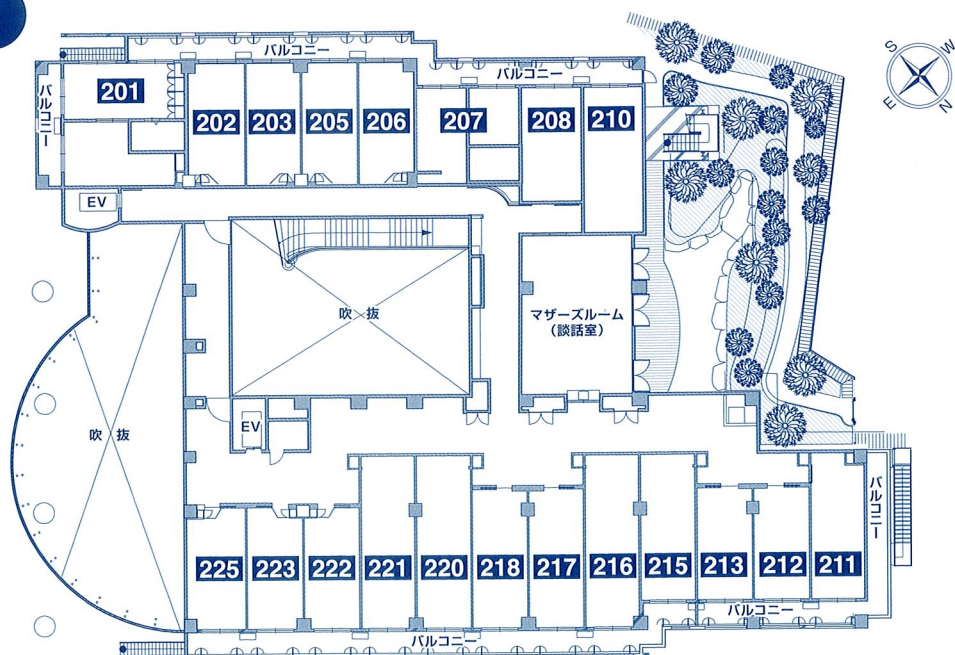 バルコニー
バルコニー
バルコニー
S
W
E
N
201
202
203
205
206
207
208
210
EV
吹抜
マザーズルーム
(談話室)
吹抜
EV
バルコニー
225
223
222
221
220
218
217
216
215
213
212
211
バルコニー
バルコニー